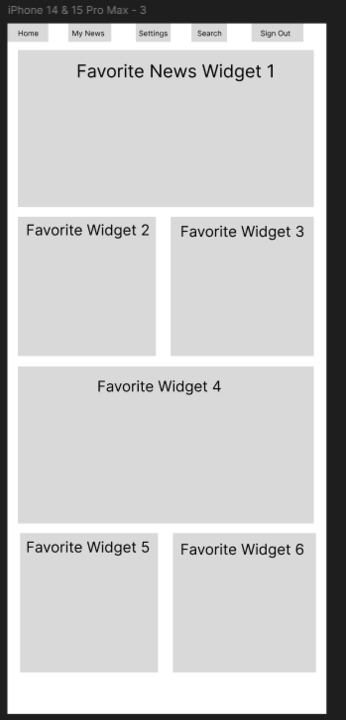 iPhone 14 & 15 Pro Max - 3
Home My News Settings Search Sign Out
Favorite News Widget 1
Favorite Widget 2 Favorite Widget 3
Favorite Widget 4
Favorite Widget 5 Favorite Widget 6